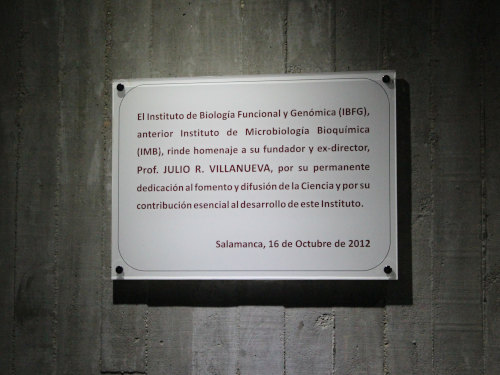 El Instituto de Biología Funcional y Genómica (IBFG),
anterior Instituto de Microbiología Bioquímica
(IMB), rinde homenaje a su fundador y ex-director,
Prof. JULIO R. VILLANUEVA, por su permanente
dedicación al fomento y difusión de la Ciencia y por su
contribución esencial al desarrollo de este Instituto.
Salamanca, 16 de Octubre de 2012